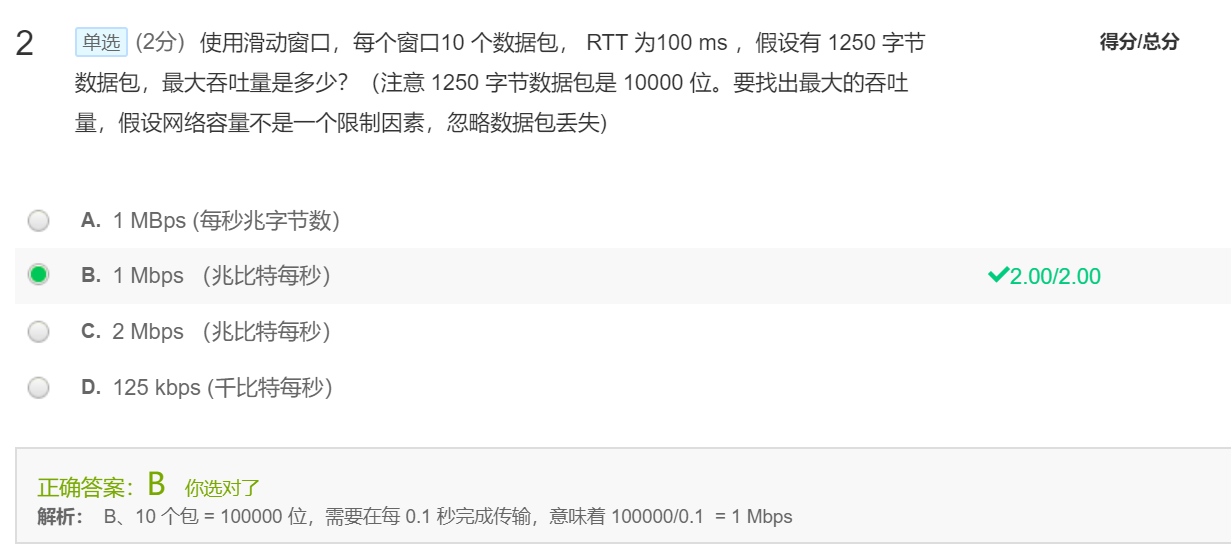 2 单选 (2分) 使用滑动窗口，每个窗口10 个数据包， RTT 为100 ms ，假设有 1250 字节 得分/总分
数据包，最大吞吐量是多少？（注意 1250 字节数据包是 10000 位。要找出最大的吞吐
量，假设网络容量不是一个限制因素，忽略数据包丢失)
A. 1 MBps (每秒兆字节数）
B. 1 Mbps （兆比特每秒） 2.00/2.00
C. 2 Mbps （兆比特每秒）
D. 125 kbps (千比特每秒）
正确答案：B 你选对了
解析： B、10 个包 = 100000 位，需要在每 0.1 秒完成传输，意味着 100000/0.1 = 1 Mbps